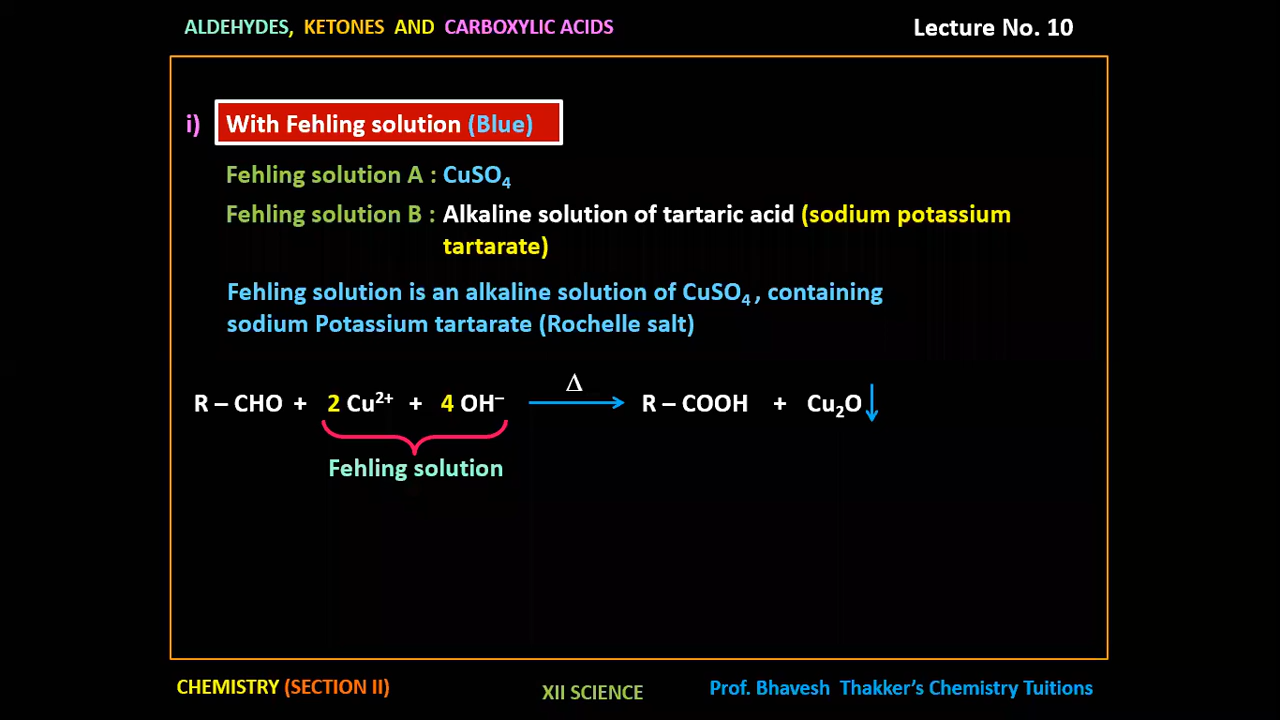 ALDEHYDES, KETONES AND CARBOXYLIC ACIDS
Lecture No. 10
i) With Fehling solution (Blue)
Fehling solution A : CuSO₄
Fehling solution B : Alkaline solution of tartaric acid (sodium potassium
tartarate)
Fehling solution is an alkaline solution of CuSO₄ , containing
sodium Potassium tartarate (Rochelle salt)
Δ
R – CHO + 2 Cu²⁺ + 4 OH⁻ ⟶ R – COOH + Cu₂O↓
Fehling solution
CHEMISTRY (SECTION II)
XII SCIENCE
Prof. Bhavesh Thakker's Chemistry Tuitions